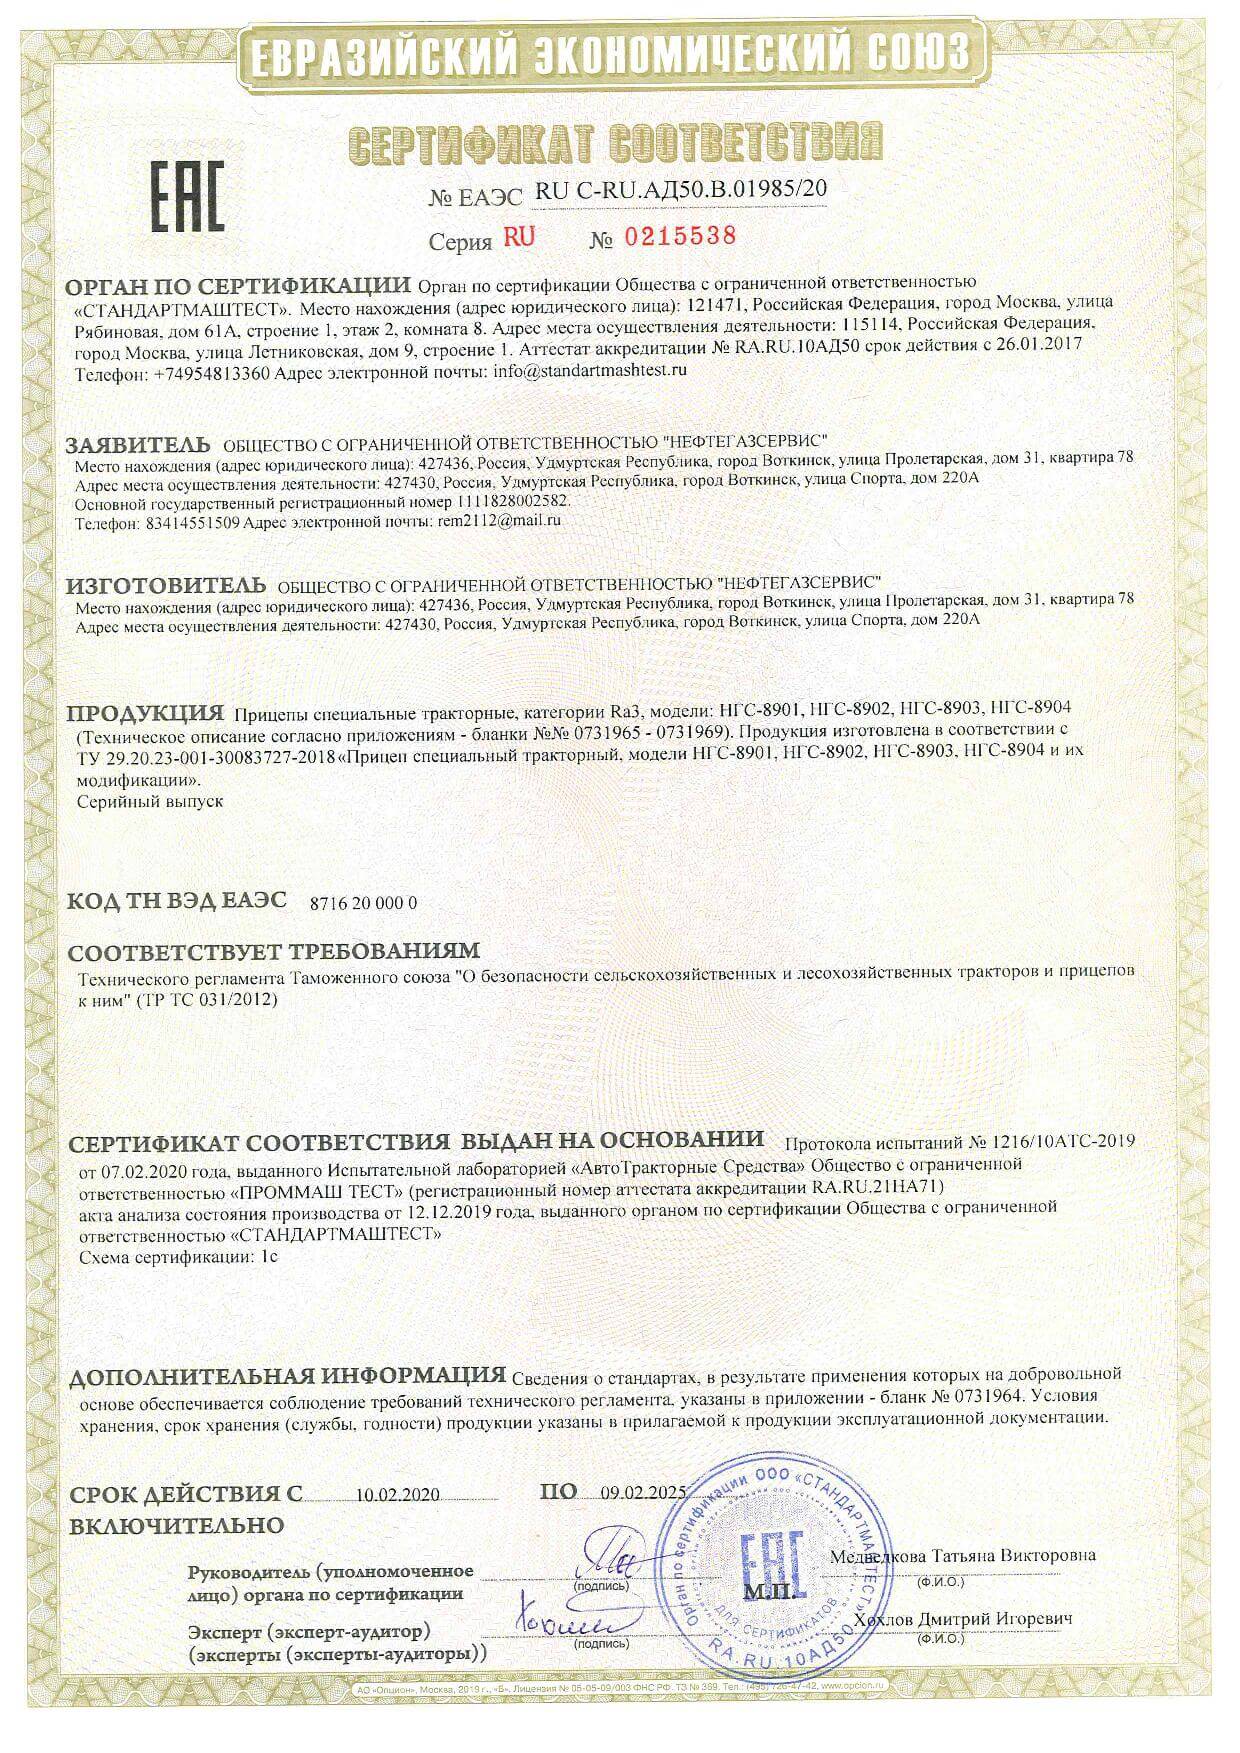 ЕВРАЗИЙСКИЙ ЭКОНОМИЧЕСКИЙ СОЮЗ
СЕРТИФИКАТ СООТВЕТСТВИЯ
ЕАС
№ ЕАЭС RU С-RU.АД50.В.01985/20
Серия RU № 0215538
ОРГАН ПО СЕРТИФИКАЦИИ Орган по сертификации Общества с ограниченной ответственностью
«СТАНДАРТМАШТЕСТ». Место нахождения (адрес юридического лица): 121471, Российская Федерация, город Москва, улица
Рябиновая, дом 61А, строение 1, этаж 2, комната 8. Адрес места осуществления деятельности: 115114, Российская Федерация,
город Москва, улица Летниковская, дом 9, строение 1. Аттестат аккредитации № RA.RU.10АД50 срок действия с 26.01.2017
Телефон: +74954813360 Адрес электронной почты: info@standartmashtest.ru
ЗАЯВИТЕЛЬ ОБЩЕСТВО С ОГРАНИЧЕННОЙ ОТВЕТСТВЕННОСТЬЮ "НЕФТЕГАЗСЕРВИС"
Место нахождения (адрес юридического лица): 427436, Россия, Удмуртская Республика, город Воткинск, улица Пролетарская, дом 31, квартира 78
Адрес места осуществления деятельности: 427430, Россия, Удмуртская Республика, город Воткинск, улица Спорта, дом 220А
Основной государственный регистрационный номер 1111828002582.
Телефон: 83414551509 Адрес электронной почты: rem2112@mail.ru
ИЗГОТОВИТЕЛЬ ОБЩЕСТВО С ОГРАНИЧЕННОЙ ОТВЕТСТВЕННОСТЬЮ "НЕФТЕГАЗСЕРВИС"
Место нахождения (адрес юридического лица): 427436, Россия, Удмуртская Республика, город Воткинск, улица Пролетарская, дом 31, квартира 78
Адрес места осуществления деятельности: 427430, Россия, Удмуртская Республика, город Воткинск, улица Спорта, дом 220А
ПРОДУКЦИЯ Прицепы специальные тракторные, категории Ra3, модели: НГС-8901, НГС-8902, НГС-8903, НГС-8904
(Техническое описание согласно приложениям - бланки №№ 0731965 - 0731969). Продукция изготовлена в соответствии с
ТУ 29.20.23-001-30083727-2018«Прицеп специальный тракторный, модели НГС-8901, НГС-8902, НГС-8903, НГС-8904 и их
модификации».
Серийный выпуск
КОД ТН ВЭД ЕАЭС 8716 20 000 0
СООТВЕТСТВУЕТ ТРЕБОВАНИЯМ
Технического регламента Таможенного союза "О безопасности сельскохозяйственных и лесохозяйственных тракторов и прицепов
к ним" (ТР ТС 031/2012)
СЕРТИФИКАТ СООТВЕТСТВИЯ ВЫДАН НА ОСНОВАНИИ Протокола испытаний № 1216/10АТС-2019
от 07.02.2020 года, выданного Испытательной лабораторией «АвтоТракторные Средства» Общество с ограниченной
ответственностью «ПРОММАШ ТЕСТ» (регистрационный номер аттестата аккредитации RA.RU.21НА71)
акта анализа состояния производства от 12.12.2019 года, выданного органом по сертификации Общества с ограниченной
ответственностью «СТАНДАРТМАШТЕСТ»
Схема сертификации: 1с
ДОПОЛНИТЕЛЬНАЯ ИНФОРМАЦИЯ Сведения о стандартах, в результате применения которых на добровольной
основе обеспечивается соблюдение требований технического регламента, указаны в приложении - бланк № 0731964. Условия
хранения, срок хранения (службы, годности) продукции указаны в прилагаемой к продукции эксплуатационной документации.
СРОК ДЕЙСТВИЯ С 10.02.2020 ПО 09.02.2025
ВКЛЮЧИТЕЛЬНО
Руководитель (уполномоченное
лицо) органа по сертификации
(подпись)
М.П.
Медведкова Татьяна Викторовна
(Ф.И.О.)
Эксперт (эксперт-аудитор)
(эксперты (эксперты-аудиторы))
(подпись)
Хохлов Дмитрий Игоревич
(Ф.И.О.)
Орган по сертификации ООО «СТАНДАРТМАШТЕСТ»
ЕАС
ДЛЯ СЕРТИФИКАТОВ
RA.RU.10АД50
АО «Опцион», Москва, 2019 г., «Б». Лицензия № 05-05-09/003 ФНС РФ. ТЗ № 369. Тел.: (495) 726-47-42, www.opcion.ru